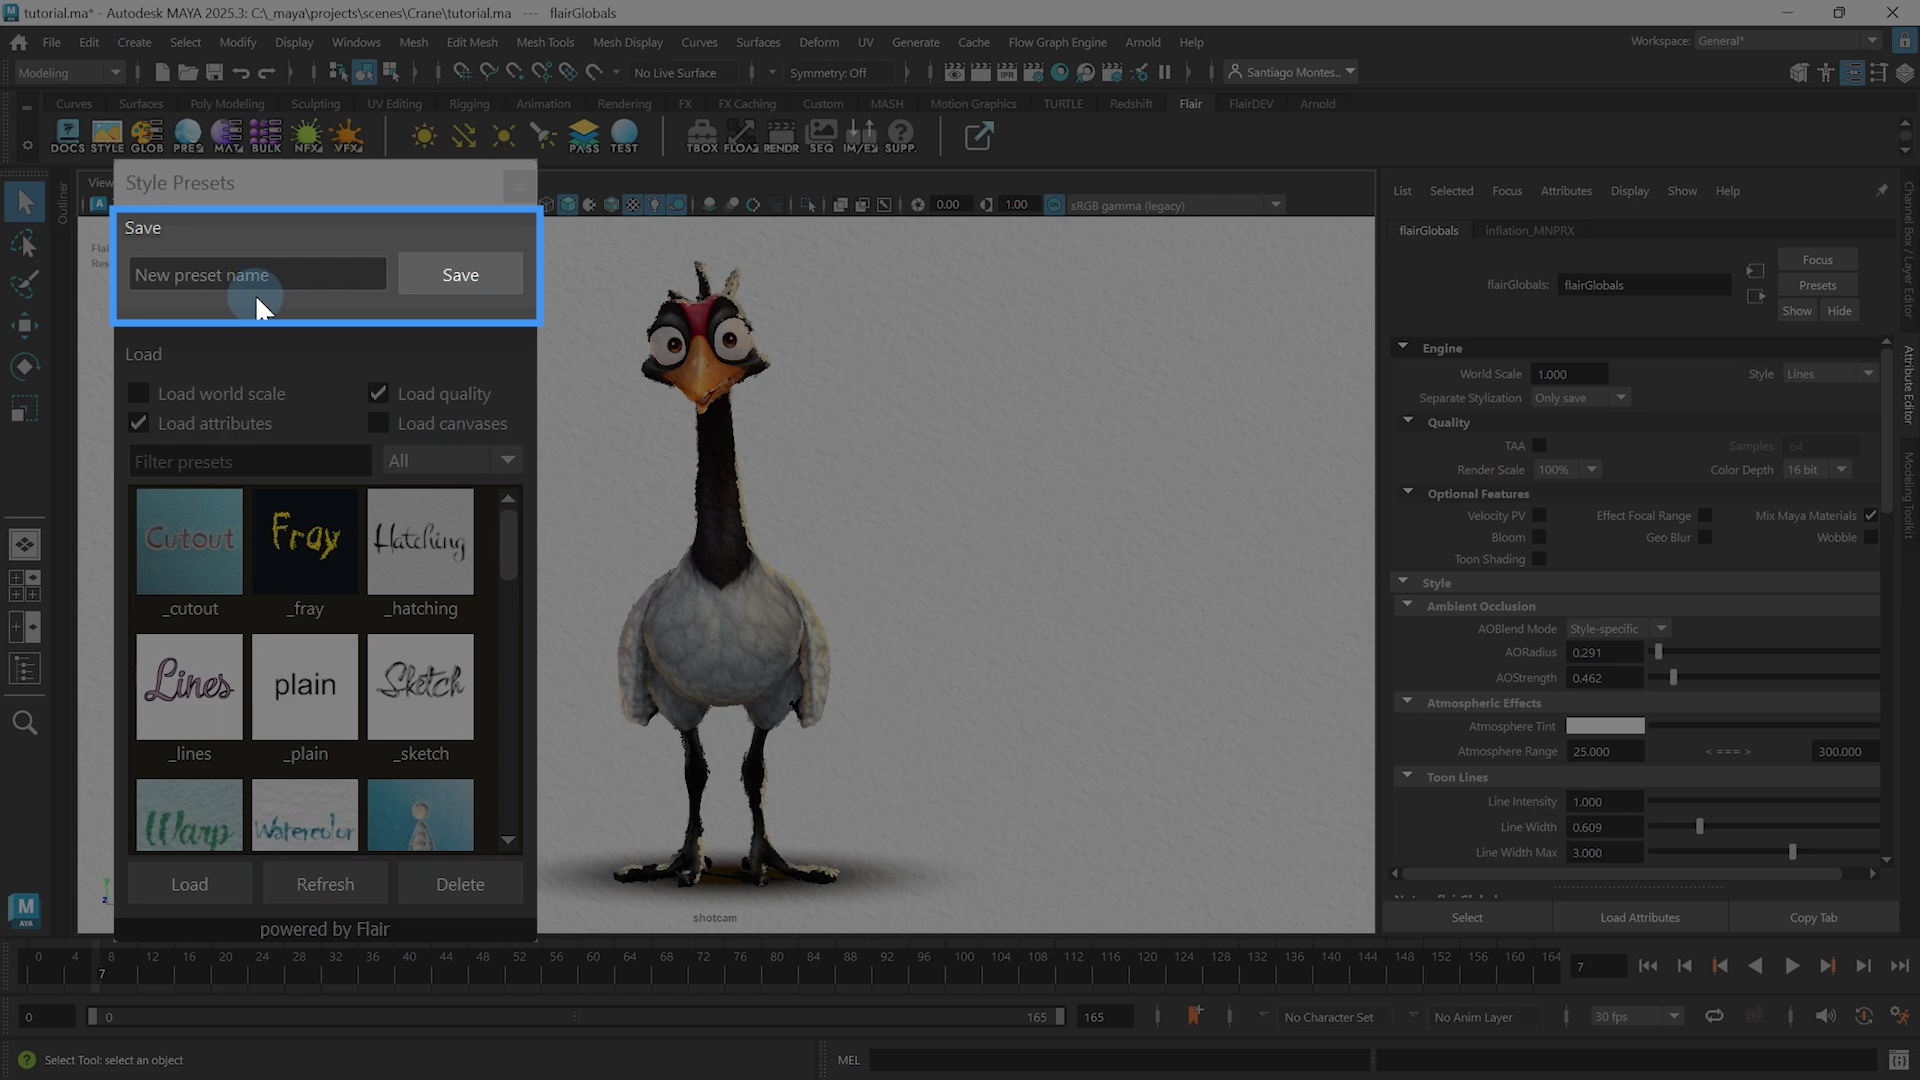 tutorial.ma* - Autodesk MAYA 2025.3: C:\_maya\projects\scenes\Crane\tutorial.ma --- flairGlobals
File Edit Create Select Modify Display Windows Mesh Edit Mesh Mesh Tools Mesh Display Curves Surfaces Deform UV Generate Cache Flow Graph Engine Arnold Help
Workspace: General*
Modeling
No Live Surface
Symmetry: Off
Santiago Montes..
Curves Surfaces Poly Modeling Sculpting UV Editing Rigging Animation Rendering FX FX Caching Custom MASH Motion Graphics TURTLE Redshift Flair FlairDEV Arnold
DOCS STYLE GLOB PRES MAT. BULK NFX VFX PASS TEST TBOX FLOA RENDR SEQ IM/E SUPP.
Outliner
View
Style Presets
0.00
1.00
ON
sRGB gamma (legacy)
Save
New preset name
Save
Load
Load world scale
Load quality
Load attributes
Load canvases
Filter presets
All
Cutout
Fray
Hatching
_cutout
_fray
_hatching
Lines
plain
Sketch
_lines
_plain
_sketch
Warp
Watercolor
Load
Refresh
Delete
powered by Flair
shotcam
List Selected Focus Attributes Display Show Help
flairGlobals
inflation_MNPRX
flairGlobals:
flairGlobals
Focus
Presets
Show
Hide
Engine
World Scale 1.000
Style Lines
Separate Stylization Only save
Quality
TAA
Samples 64
Render Scale 100%
Color Depth 16 bit
Optional Features
Velocity PV
Effect Focal Range
Mix Maya Materials
Bloom
Geo Blur
Wobble
Toon Shading
Style
Ambient Occlusion
AOBlend Mode Style-specific
AORadius 0.291
AOStrength 0.462
Atmospheric Effects
Atmosphere Tint
Atmosphere Range 25.000 < === > 300.000
Toon Lines
Line Intensity 1.000
Line Width 0.609
Line Width Max 3.000
Select
Load Attributes
Copy Tab
Channel Box / Layer Editor
Attribute Editor
Modeling Toolkit
M
AYA
0 4 8 12 16 20 24 28 32 36 40 44 48 52 56 60 64 68 72 76 80 84 88 92 96 100 104 108 112 116 120 124 128 132 136 140 144 148 152 156 160 164
7
7
0
0
165
165
No Character Set
No Anim Layer
30 fps
Select Tool: select an object
MEL